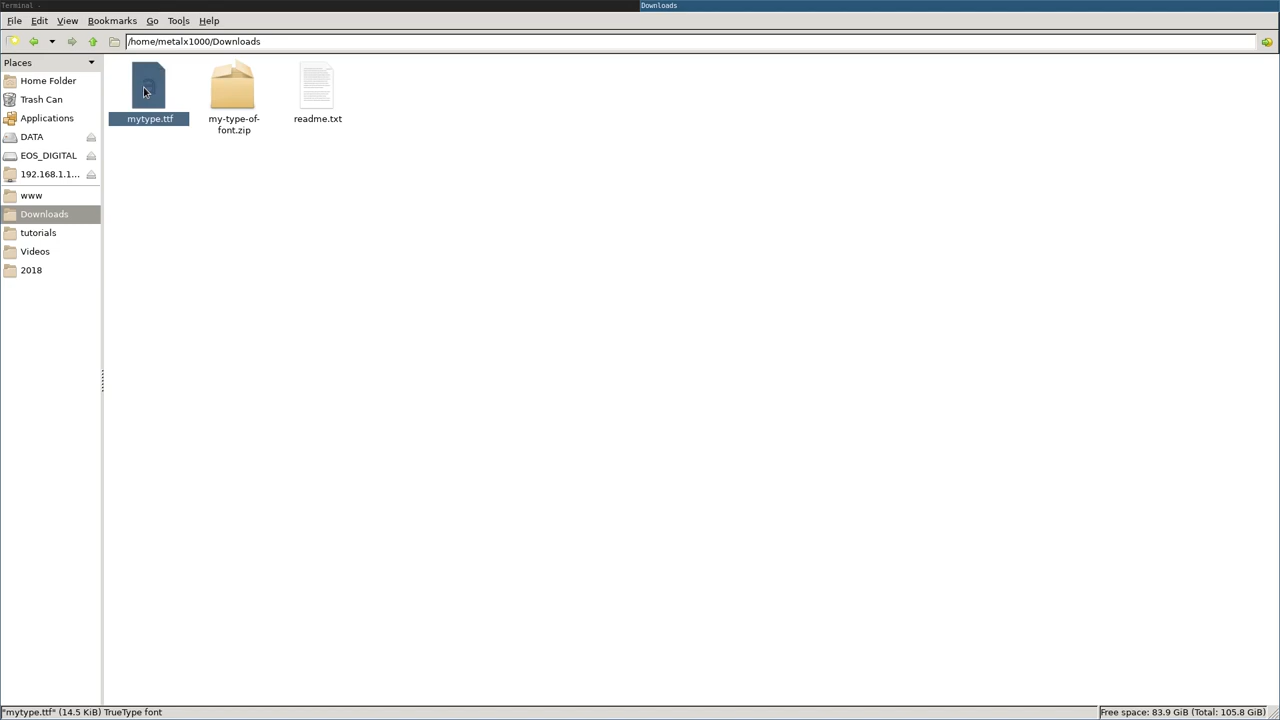 Terminal -
Downloads
File Edit View Bookmarks Go Tools Help
/home/metalx1000/Downloads
Places
Home Folder
Trash Can
Applications
DATA
EOS_DIGITAL
192.168.1.1...
www
Downloads
tutorials
Videos
2018
mytype.ttf
my-type-of-
font.zip
readme.txt
"mytype.ttf" (14.5 KiB) TrueType font
Free space: 83.9 GiB (Total: 105.8 GiB)